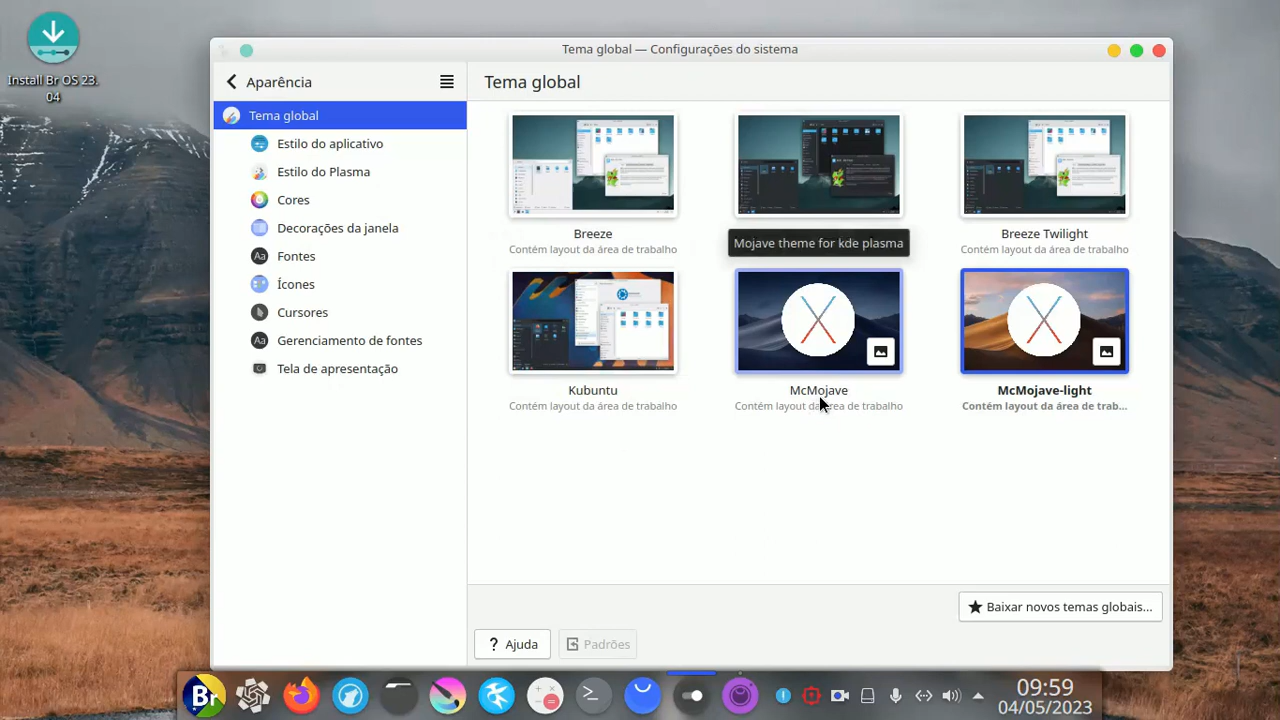 Install Br OS 23.
04
Tema global — Configurações do sistema
Aparência
Tema global
Tema global
Estilo do aplicativo
Estilo do Plasma
Cores
Decorações da janela
Fontes
Ícones
Cursores
Gerenciamento de fontes
Tela de apresentação
Breeze
Contém layout da área de trabalho
Mojave theme for kde plasma
Breeze Twilight
Contém layout da área de trabalho
Kubuntu
Contém layout da área de trabalho
McMojave
Contém layout da área de trabalho
McMojave-light
Contém layout da área de trab...
Baixar novos temas globais...
? Ajuda
Padrões
Br
09:59
04/05/2023